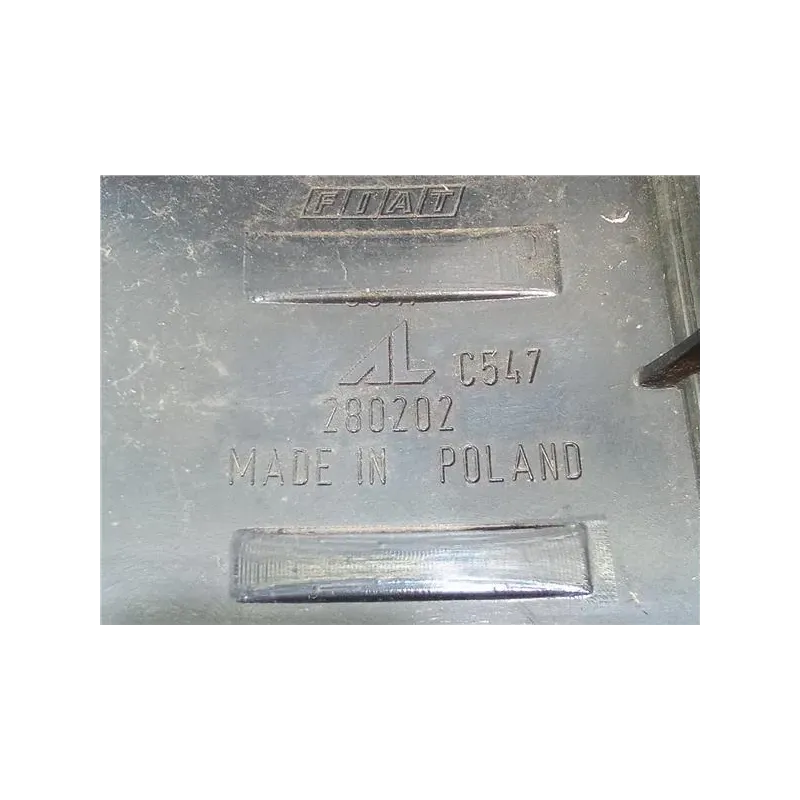 FIAT
AL C547
280202
MADE IN POLAND